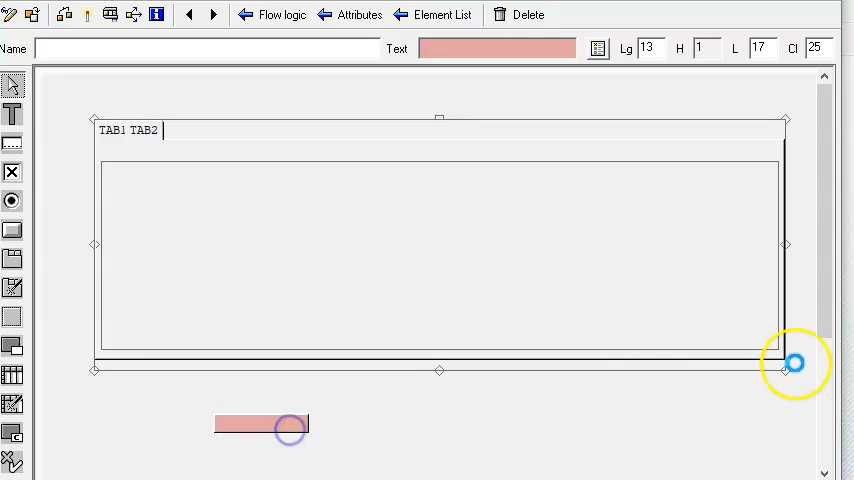 Flow logic Attributes Element List Delete
Name Text Lg 13 H 1 L 17 Cl 25
TAB1 TAB2